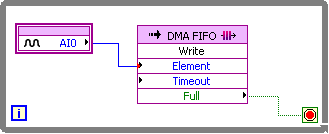 AI0
DMA FIFO
Write
Element
Timeout
Full
i